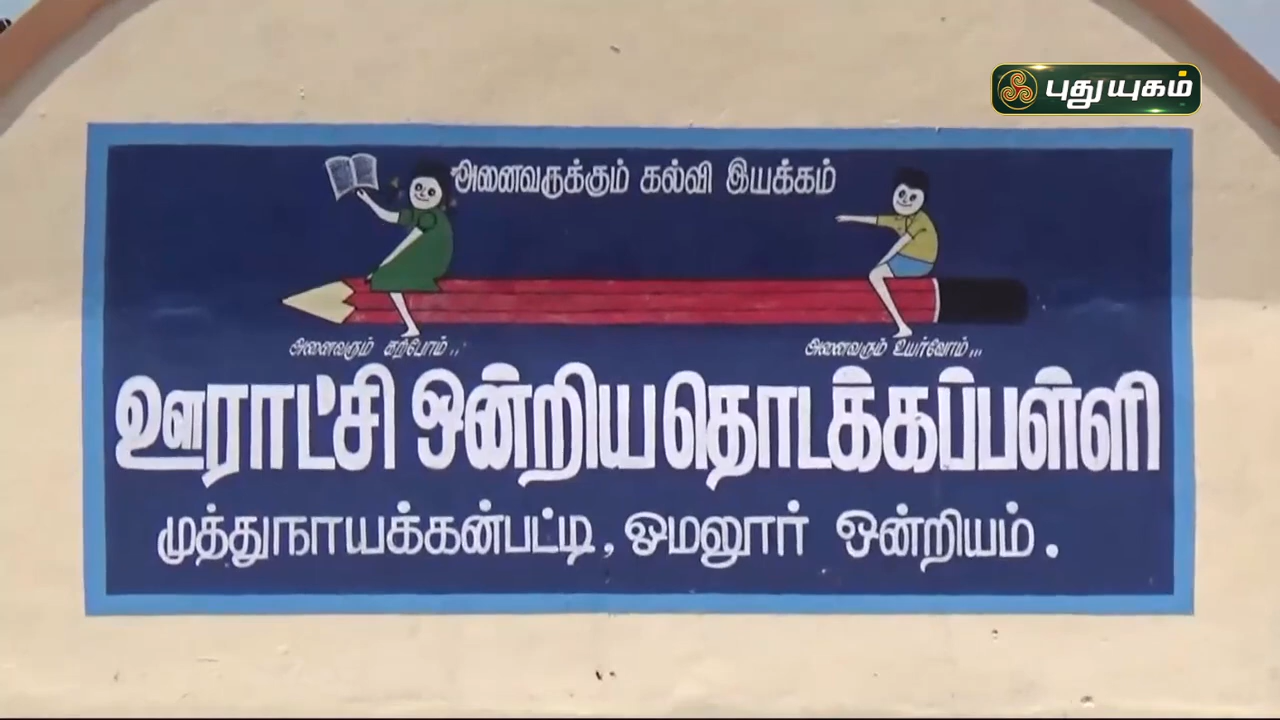 புதுயுகம்
அனைவருக்கும் கல்வி இயக்கம்
அனைவரும் கற்போம்..
அனைவரும் உயர்வோம்...
ஊராட்சி ஒன்றிய தொடக்கப்பள்ளி
முத்துநாயக்கன்பட்டி, ஓமலூர் ஒன்றியம்.